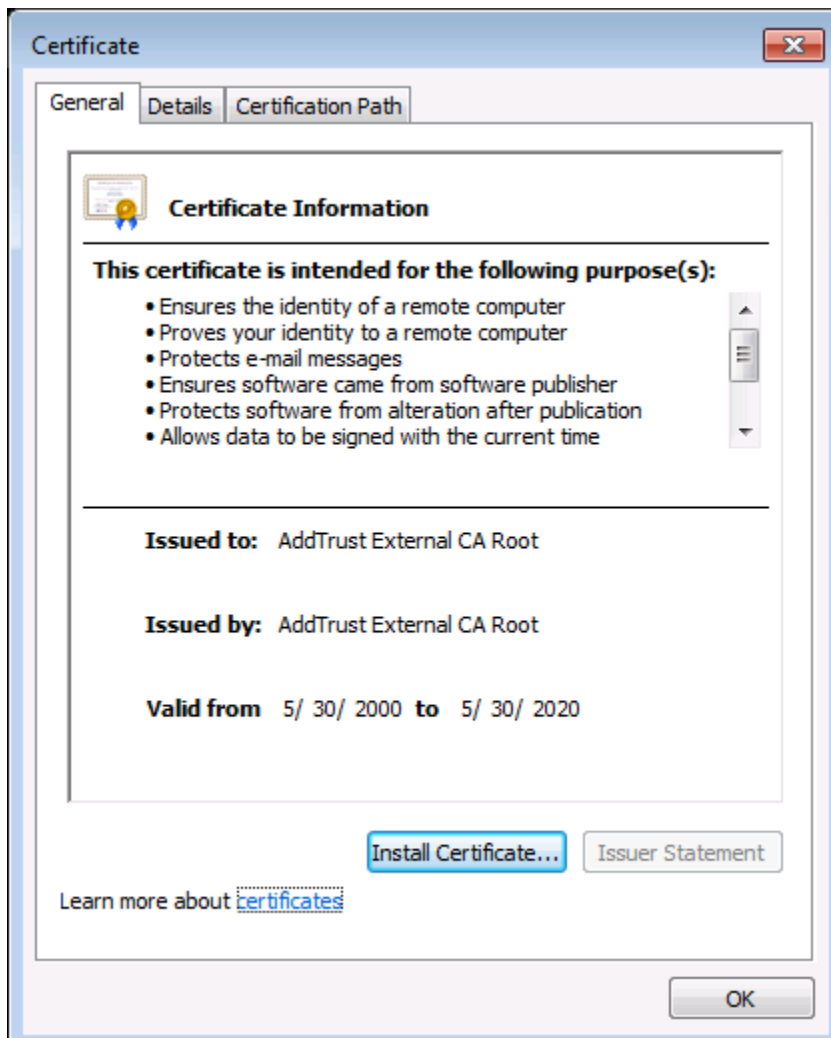 Certificate
General Details Certification Path
Certificate Information
This certificate is intended for the following purpose(s):
• Ensures the identity of a remote computer
• Proves your identity to a remote computer
• Protects e-mail messages
• Ensures software came from software publisher
• Protects software from alteration after publication
• Allows data to be signed with the current time
Issued to: AddTrust External CA Root
Issued by: AddTrust External CA Root
Valid from 5/ 30/ 2000 to 5/ 30/ 2020
Install Certificate... Issuer Statement
Learn more about certificates
OK